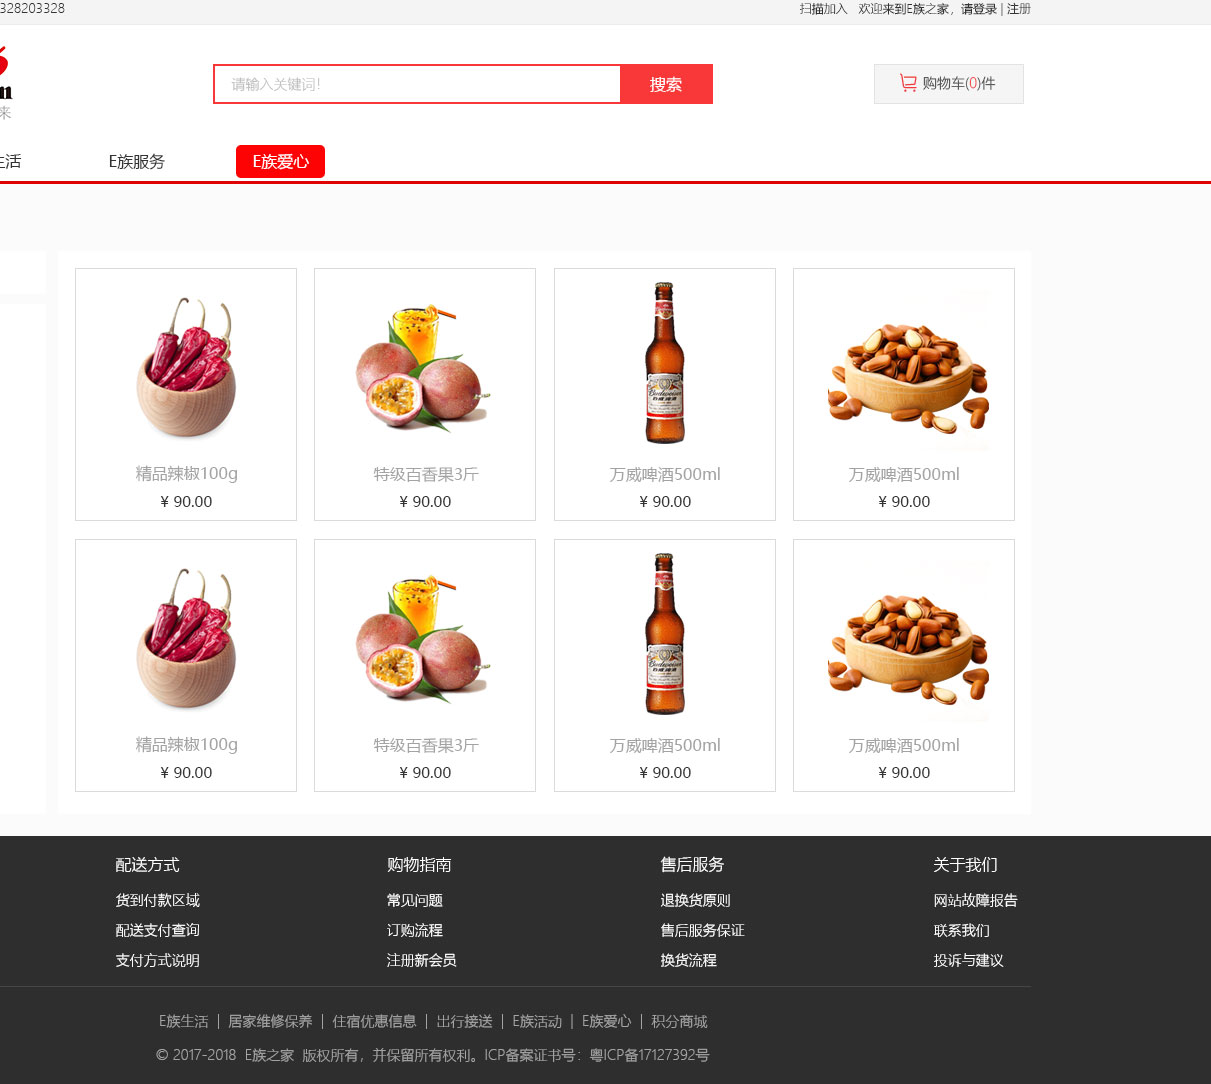 328203328 扫描加入 欢迎来到E族之家，请登录 | 注册
来
请输入关键词！ 搜索 购物车(0)件
生活 E族服务 E族爱心
精品辣椒100g 特级百香果3斤 万威啤酒500ml 万威啤酒500ml
¥ 90.00 ¥ 90.00 ¥ 90.00 ¥ 90.00
精品辣椒100g 特级百香果3斤 万威啤酒500ml 万威啤酒500ml
¥ 90.00 ¥ 90.00 ¥ 90.00 ¥ 90.00
配送方式 购物指南 售后服务 关于我们
货到付款区域 常见问题 退换货原则 网站故障报告
配送支付查询 订购流程 售后服务保证 联系我们
支付方式说明 注册新会员 换货流程 投诉与建议
E族生活 | 居家维修保养 | 住宿优惠信息 | 出行接送 | E族活动 | E族爱心 | 积分商城
© 2017-2018 E族之家 版权所有，并保留所有权利。ICP备案证书号：粤ICP备17127392号